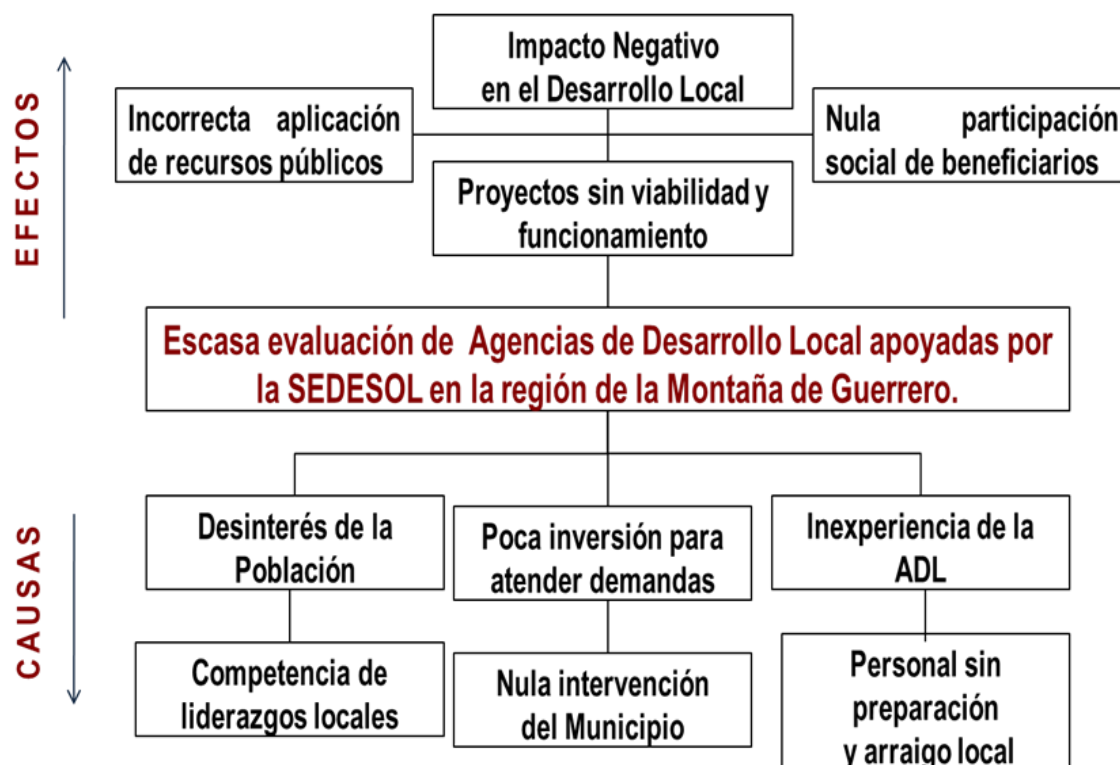 Impacto Negativo
en el Desarrollo Local
EFECTOS
Incorrecta aplicación
de recursos públicos
Nula participación
social de beneficiarios
Proyectos sin viabilidad y
funcionamiento
Escasa evaluación de Agencias de Desarrollo Local apoyadas por
la SEDESOL en la región de la Montaña de Guerrero.
CAUSAS
Desinterés de la
Población
Poca inversión para
atender demandas
Inexperiencia de la
ADL
Competencia de
liderazgos locales
Nula intervención
del Municipio
Personal sin
preparación
y arraigo local